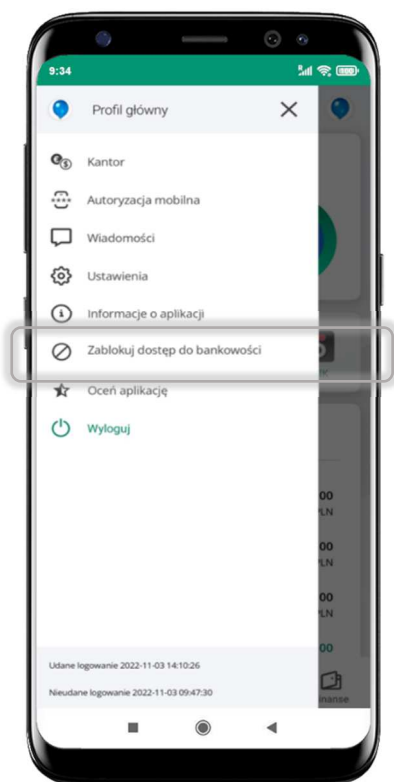 9:34
Profil główny
Kantor
Autoryzacja mobilna
Wiadomości
Ustawienia
Informacje o aplikacji
Zablokuj dostęp do bankowości
Oceń aplikację
Wyloguj
00
PLN
00
PLN
00
PLN
00
Udane logowanie 2022-11-03 14:10:26
Nieudane logowanie 2022-11-03 09:47:30
inanse